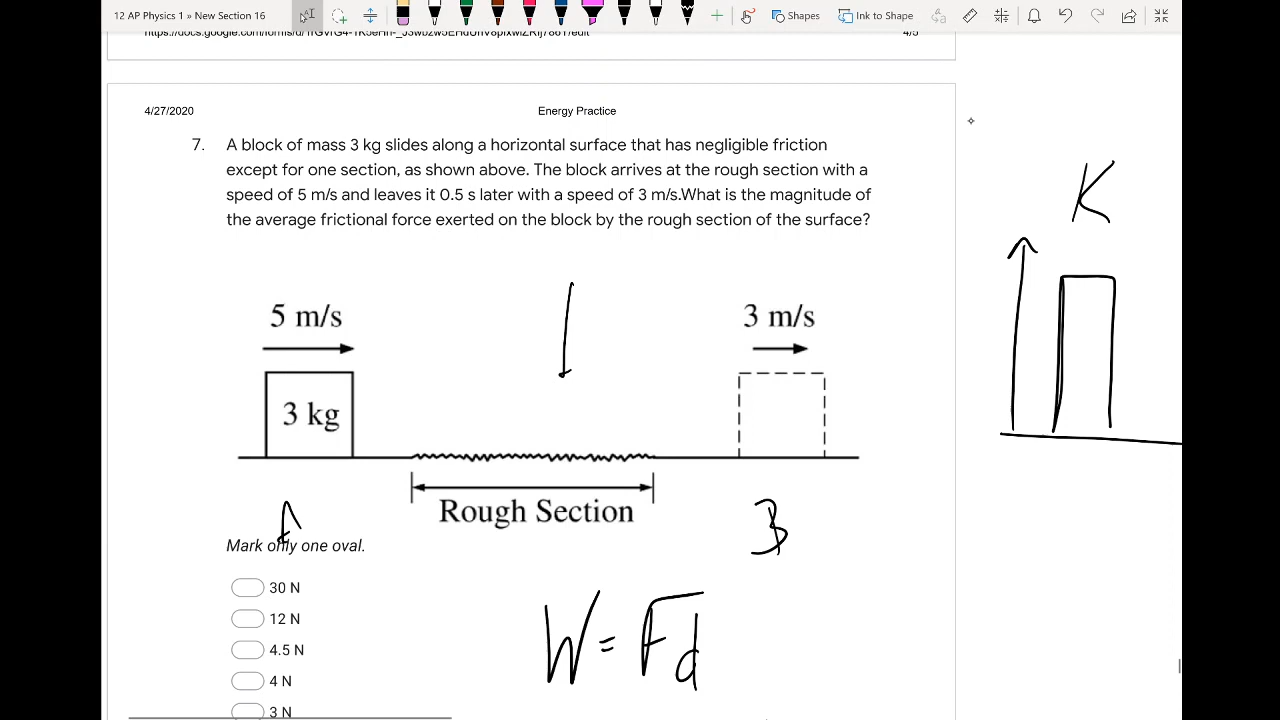 12 AP Physics 1 » New Section 16
Shapes
Ink to Shape
4/5
4/27/2020
Energy Practice
7. A block of mass 3 kg slides along a horizontal surface that has negligible friction
except for one section, as shown above. The block arrives at the rough section with a
speed of 5 m/s and leaves it 0.5 s later with a speed of 3 m/s.What is the magnitude of
the average frictional force exerted on the block by the rough section of the surface?
K
5 m/s
3 m/s
3 kg
Rough Section
A
B
Mark only one oval.
30 N
12 N
4.5 N
4 N
3 N
W = Fd